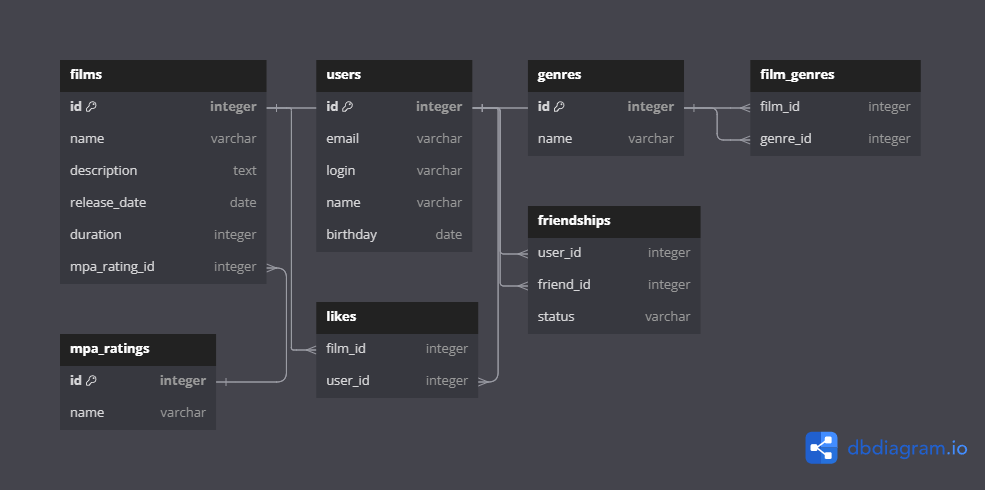 films
id integer
name varchar
description text
release_date date
duration integer
mpa_rating_id integer
users
id integer
email varchar
login varchar
name varchar
birthday date
genres
id integer
name varchar
film_genres
film_id integer
genre_id integer
friendships
user_id integer
friend_id integer
status varchar
likes
film_id integer
user_id integer
mpa_ratings
id integer
name varchar
dbdiagram.io